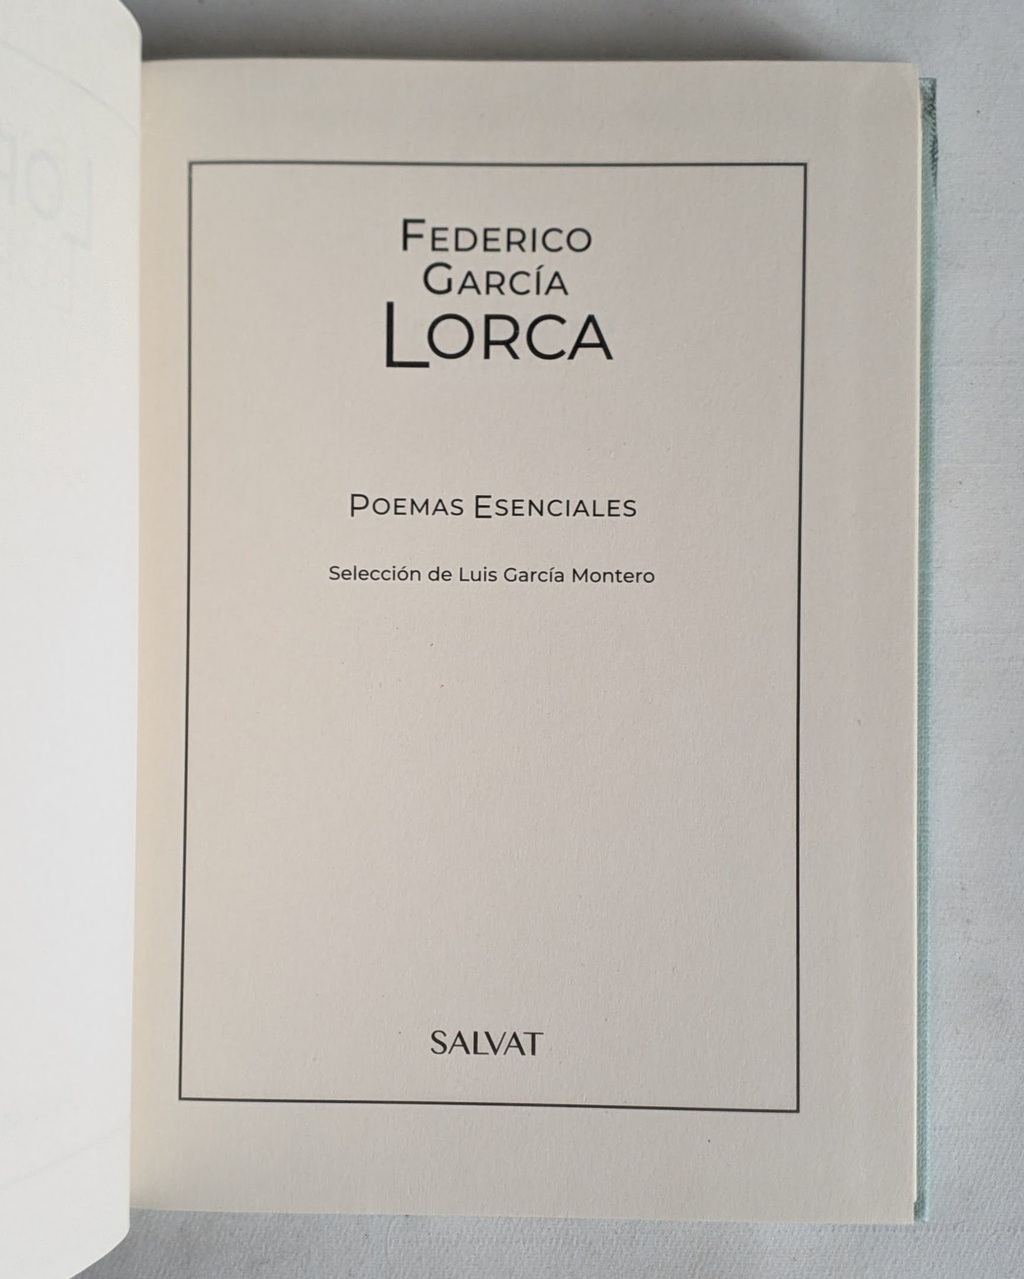 FEDERICO
GARCÍA
LORCA
POEMAS ESENCIALES
Selección de Luis García Montero
SALVAT